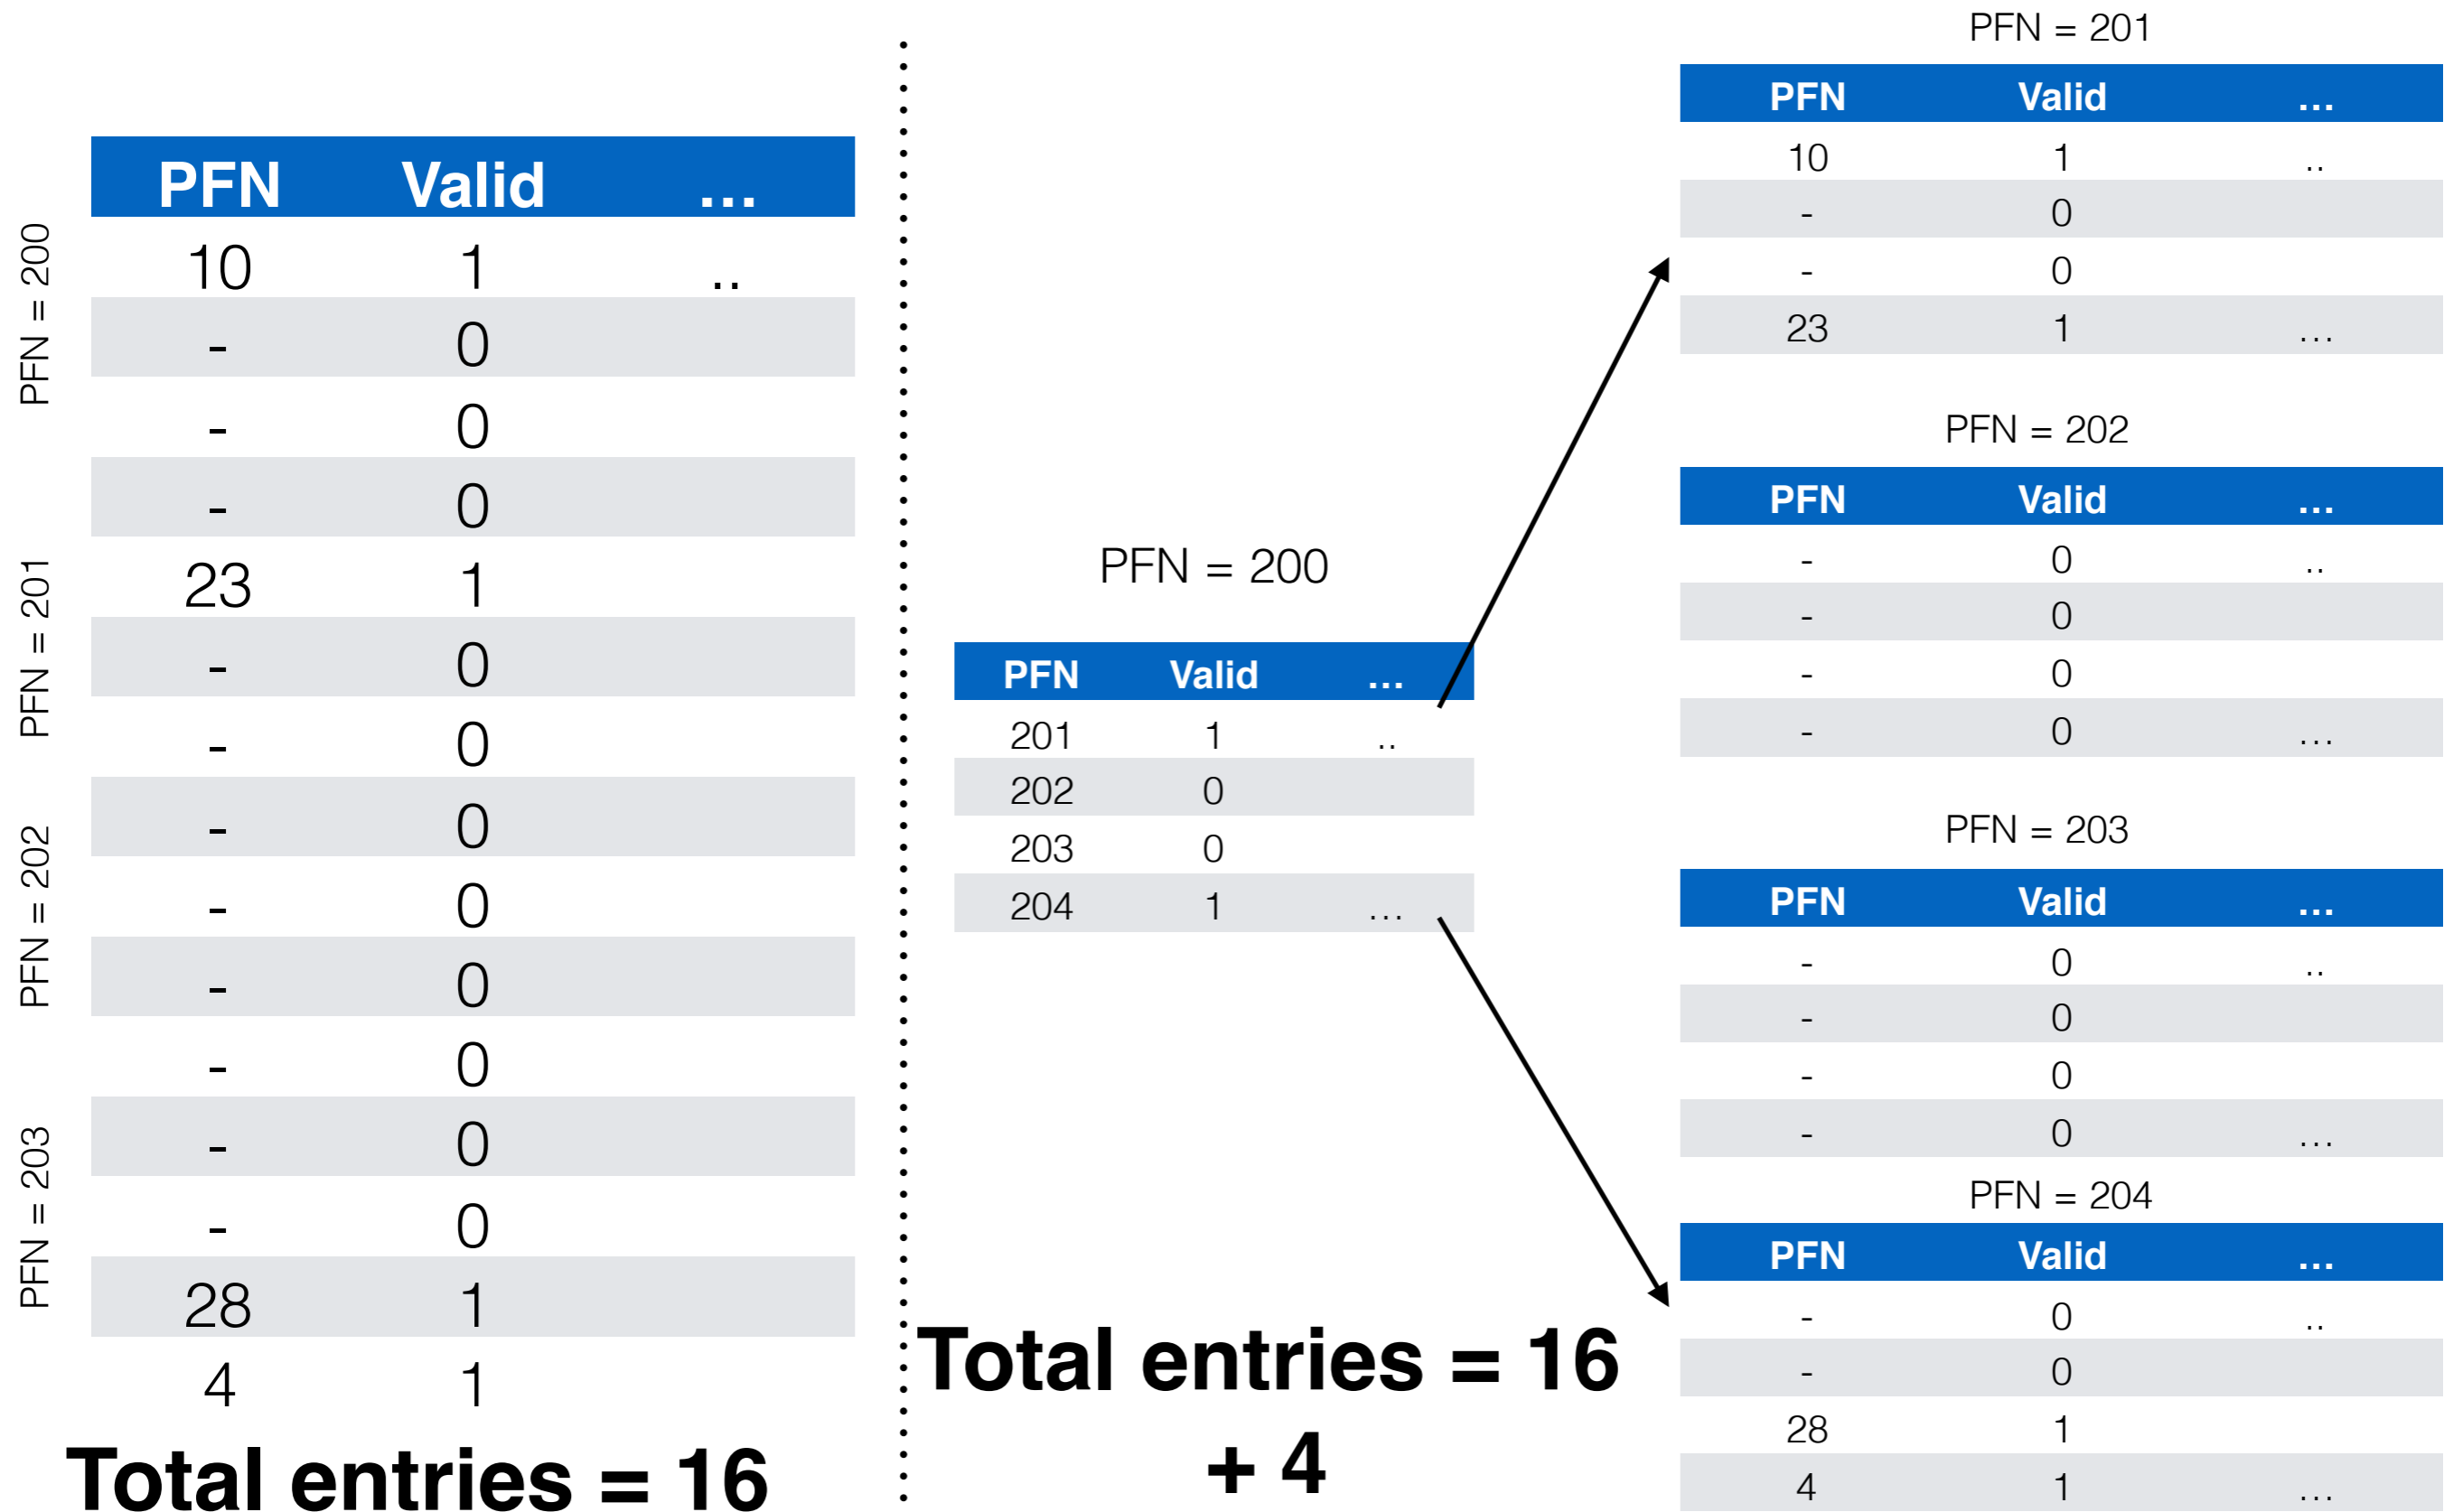 PFN Valid ...
PFN = 200
10 1 ..
- 0
- 0
- 0
PFN = 201
23 1
- 0
- 0
- 0
PFN = 202
- 0
- 0
- 0
- 0
PFN = 203
- 0
28 1
4 1
Total entries = 16
PFN = 200
PFN Valid ...
201 1 ..
202 0
203 0
204 1 ...
Total entries = 16
+ 4
PFN = 201
PFN Valid ...
10 1 ..
- 0
- 0
23 1 ...
PFN = 202
PFN Valid ...
- 0 ..
- 0
- 0
- 0 ...
PFN = 203
PFN Valid ...
- 0 ..
- 0
- 0
- 0 ...
PFN = 204
PFN Valid ...
- 0 ..
- 0
28 1
4 1 ...